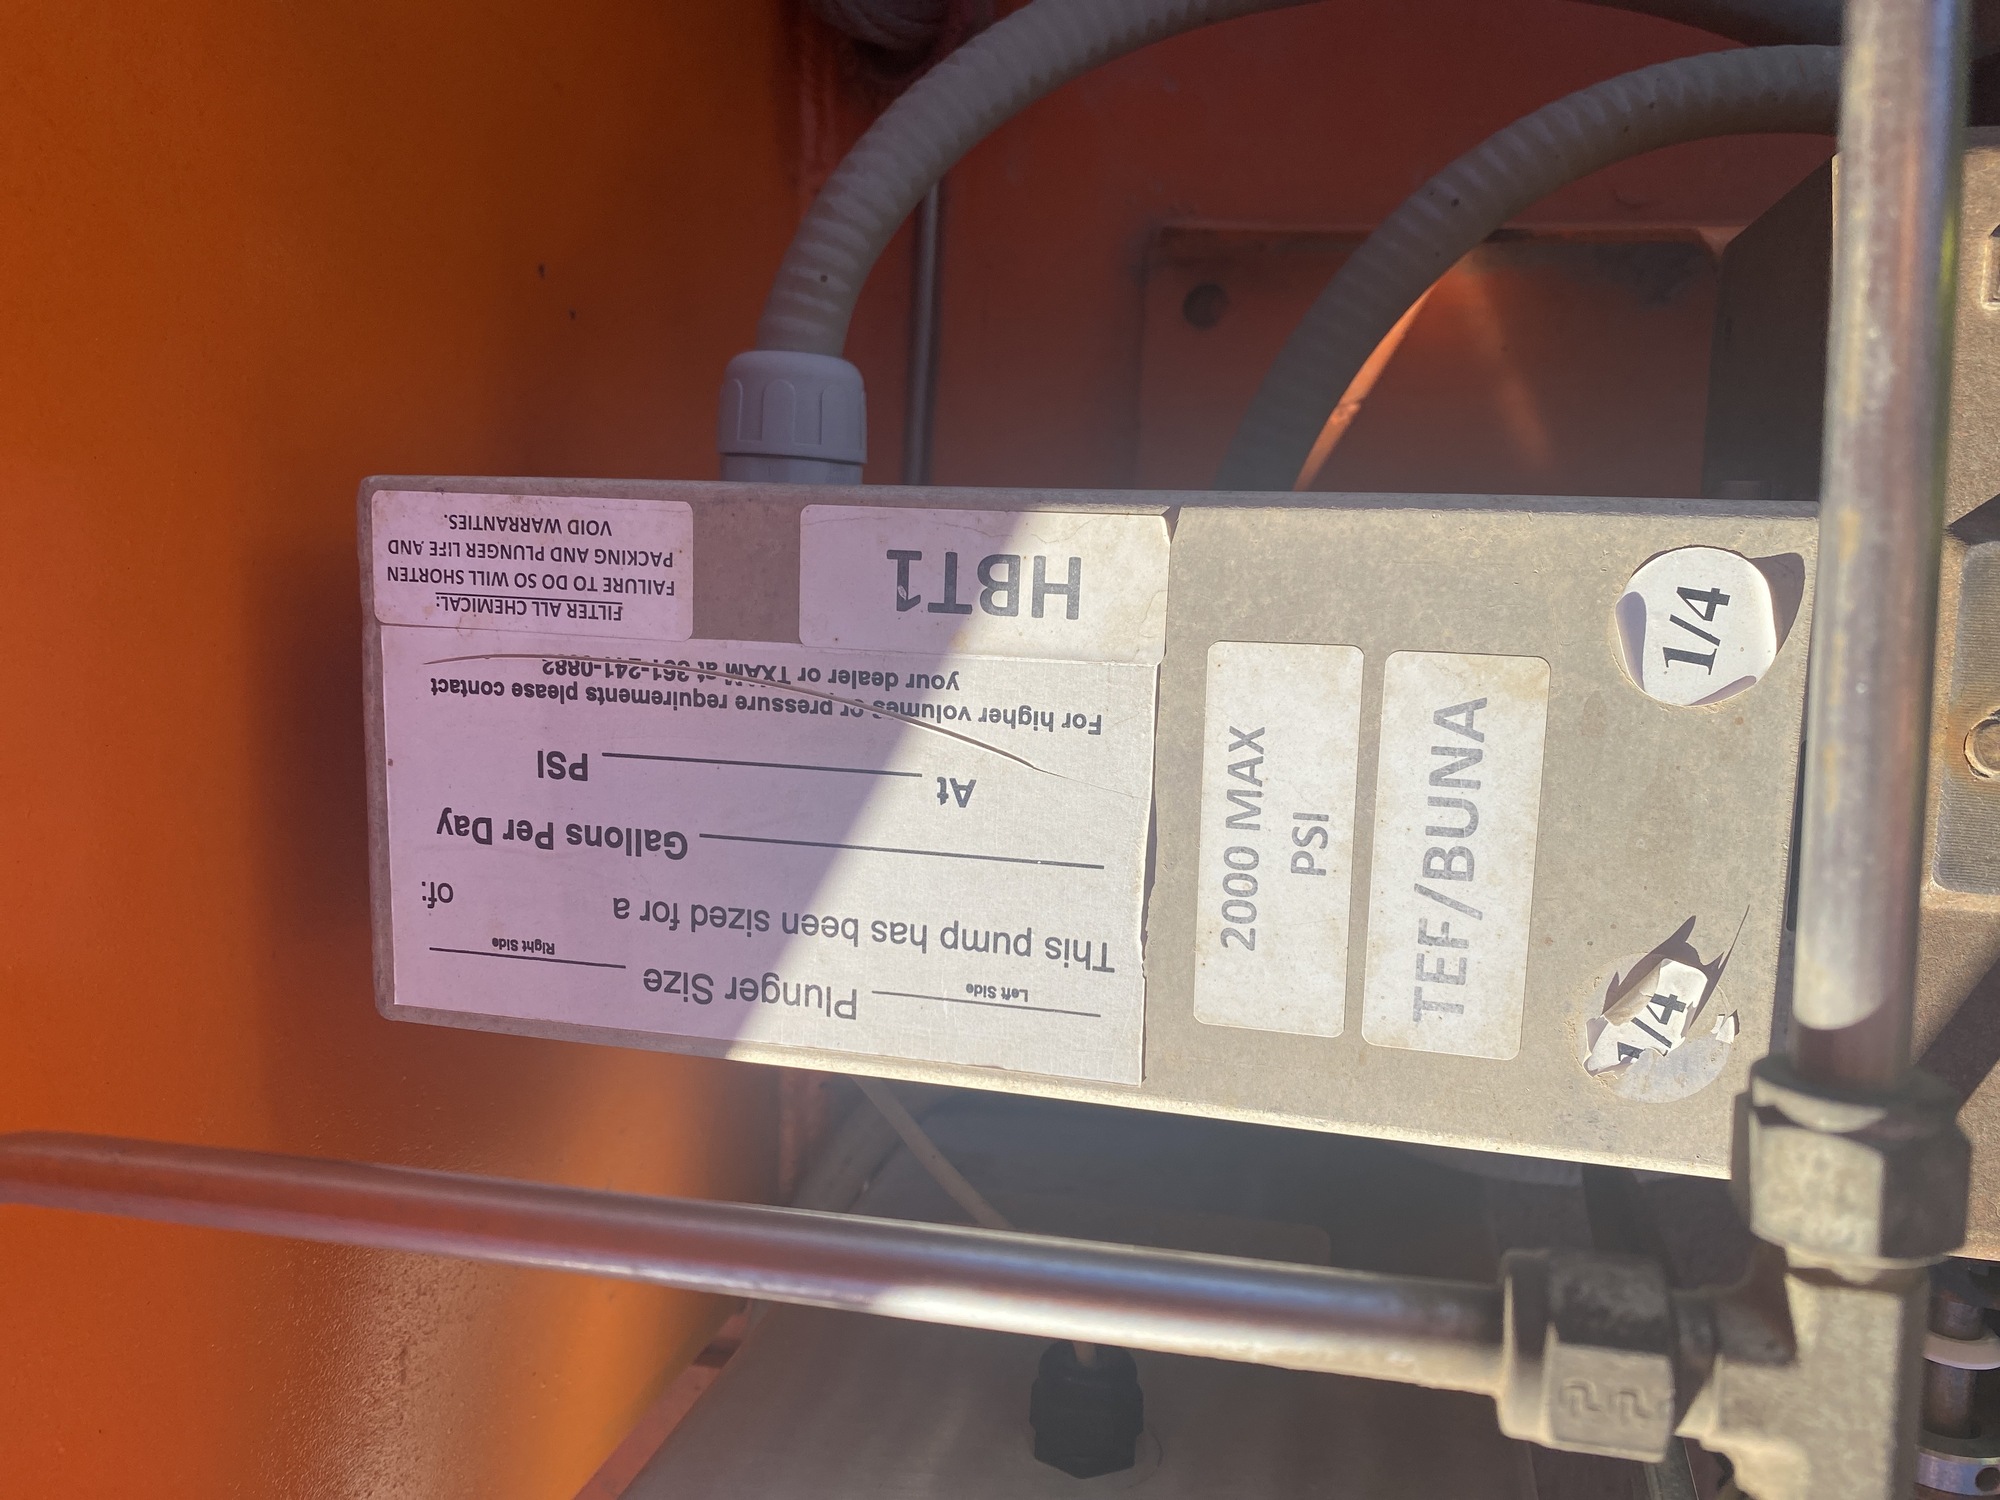 Left Side
Plunger Size
Right Side
This pump has been sized for a of:
Gallons Per Day
At PSI
For higher volumes or pressure requirements please contact
your dealer or TXAM at 361-241-0882
HBT1
FILTER ALL CHEMICAL:
FAILURE TO DO SO WILL SHORTEN
PACKING AND PLUNGER LIFE AND
VOID WARRANTIES.
2000 MAX
PSI
TEF/BUNA
1/4
1/4